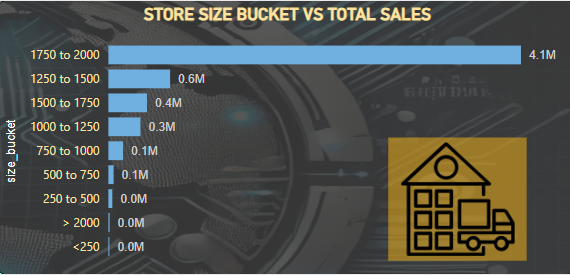 STORE SIZE BUCKET VS TOTAL SALES
size_bucket
1750 to 2000 4.1M
1250 to 1500 0.6M
1500 to 1750 0.4M
1000 to 1250 0.3M
750 to 1000 0.1M
500 to 750 0.1M
250 to 500 0.0M
> 2000 0.0M
<250 0.0M